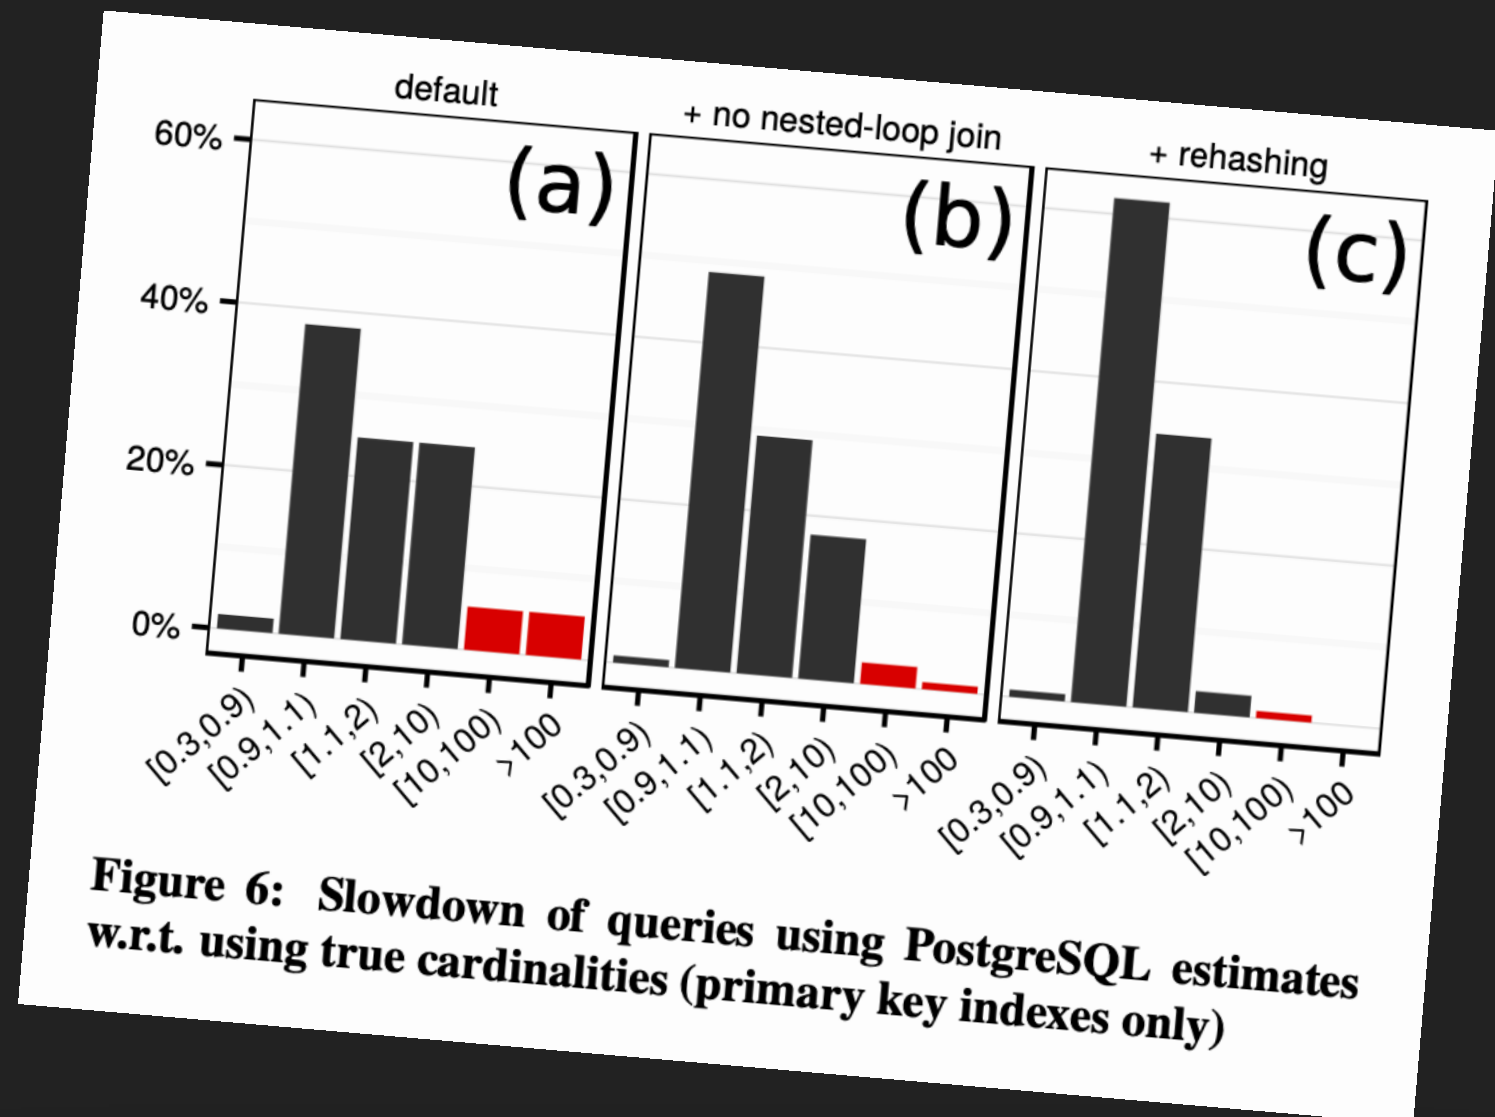 default
+ no nested-loop join
+ rehashing
(a)
(b)
(c)
60%
40%
20%
0%
[0.3,0.9)
[0.9,1.1)
[1.1,2)
[2,10)
[10,100)
>100
[0.3,0.9)
[0.9,1.1)
[1.1,2)
[2,10)
[10,100)
>100
[0.3,0.9)
[0.9,1.1)
[1.1,2)
[2,10)
[10,100)
>100
Figure 6: Slowdown of queries using PostgreSQL estimates
w.r.t. using true cardinalities (primary key indexes only)